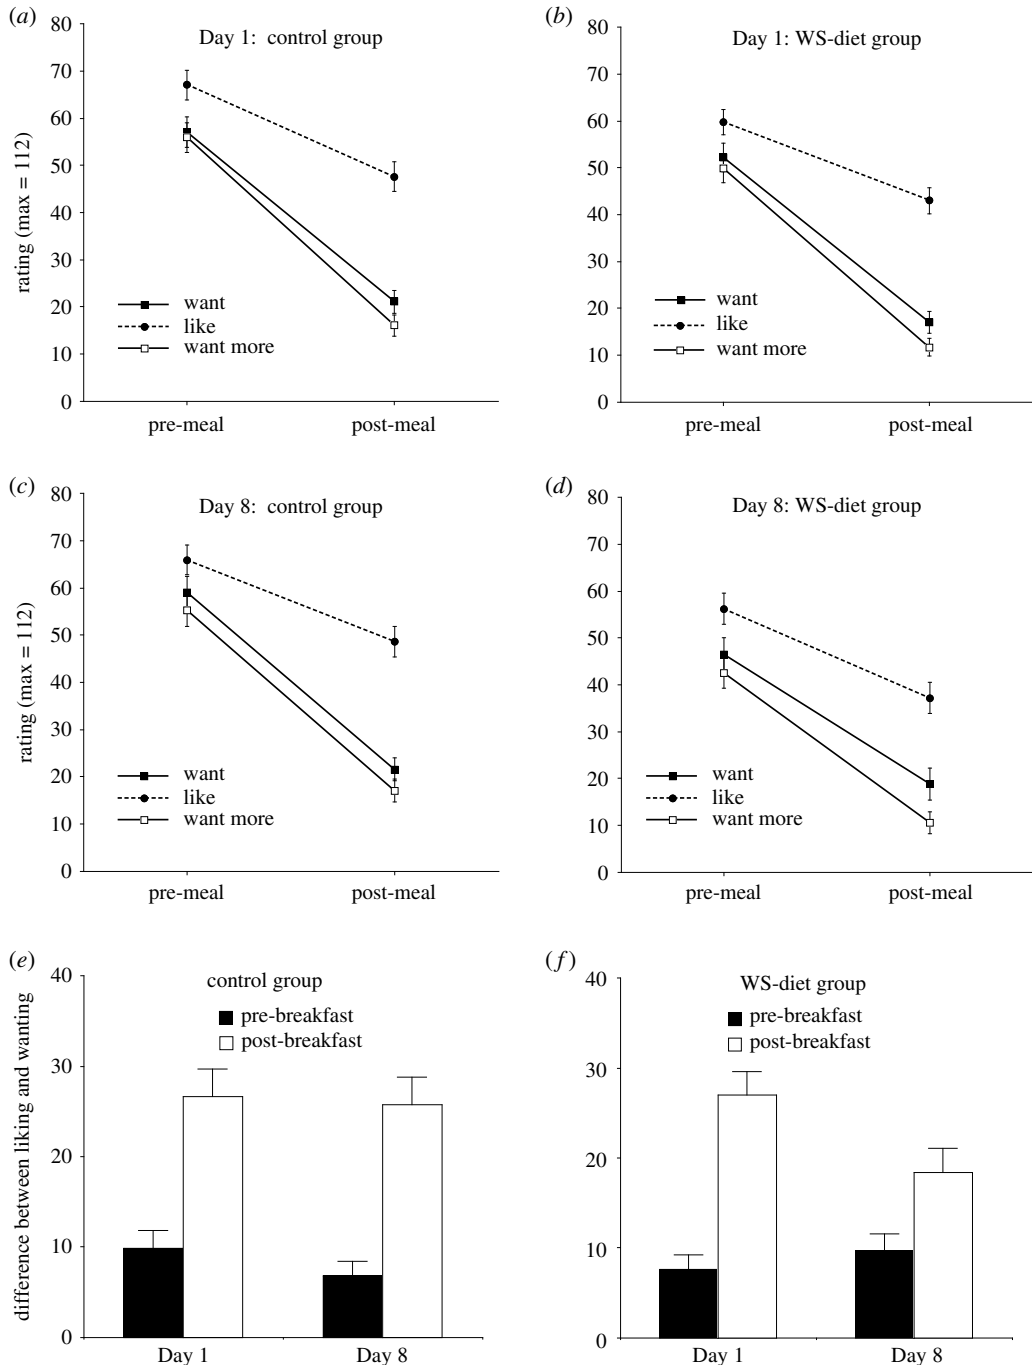 (a)
Day 1: control group
80
70
60
50
40
30
20
10
0
rating (max = 112)
want
like
want more
pre-meal
post-meal
(b)
Day 1: WS-diet group
80
70
60
50
40
30
20
10
0
want
like
want more
pre-meal
post-meal
(c)
Day 8: control group
80
70
60
50
40
30
20
10
0
rating (max = 112)
want
like
want more
pre-meal
post-meal
(d)
Day 8: WS-diet group
80
70
60
50
40
30
20
10
0
want
like
want more
pre-meal
post-meal
(e)
control group
pre-breakfast
post-breakfast
40
30
20
10
0
difference between liking and wanting
Day 1
Day 8
(f)
WS-diet group
pre-breakfast
post-breakfast
40
30
20
10
0
Day 1
Day 8